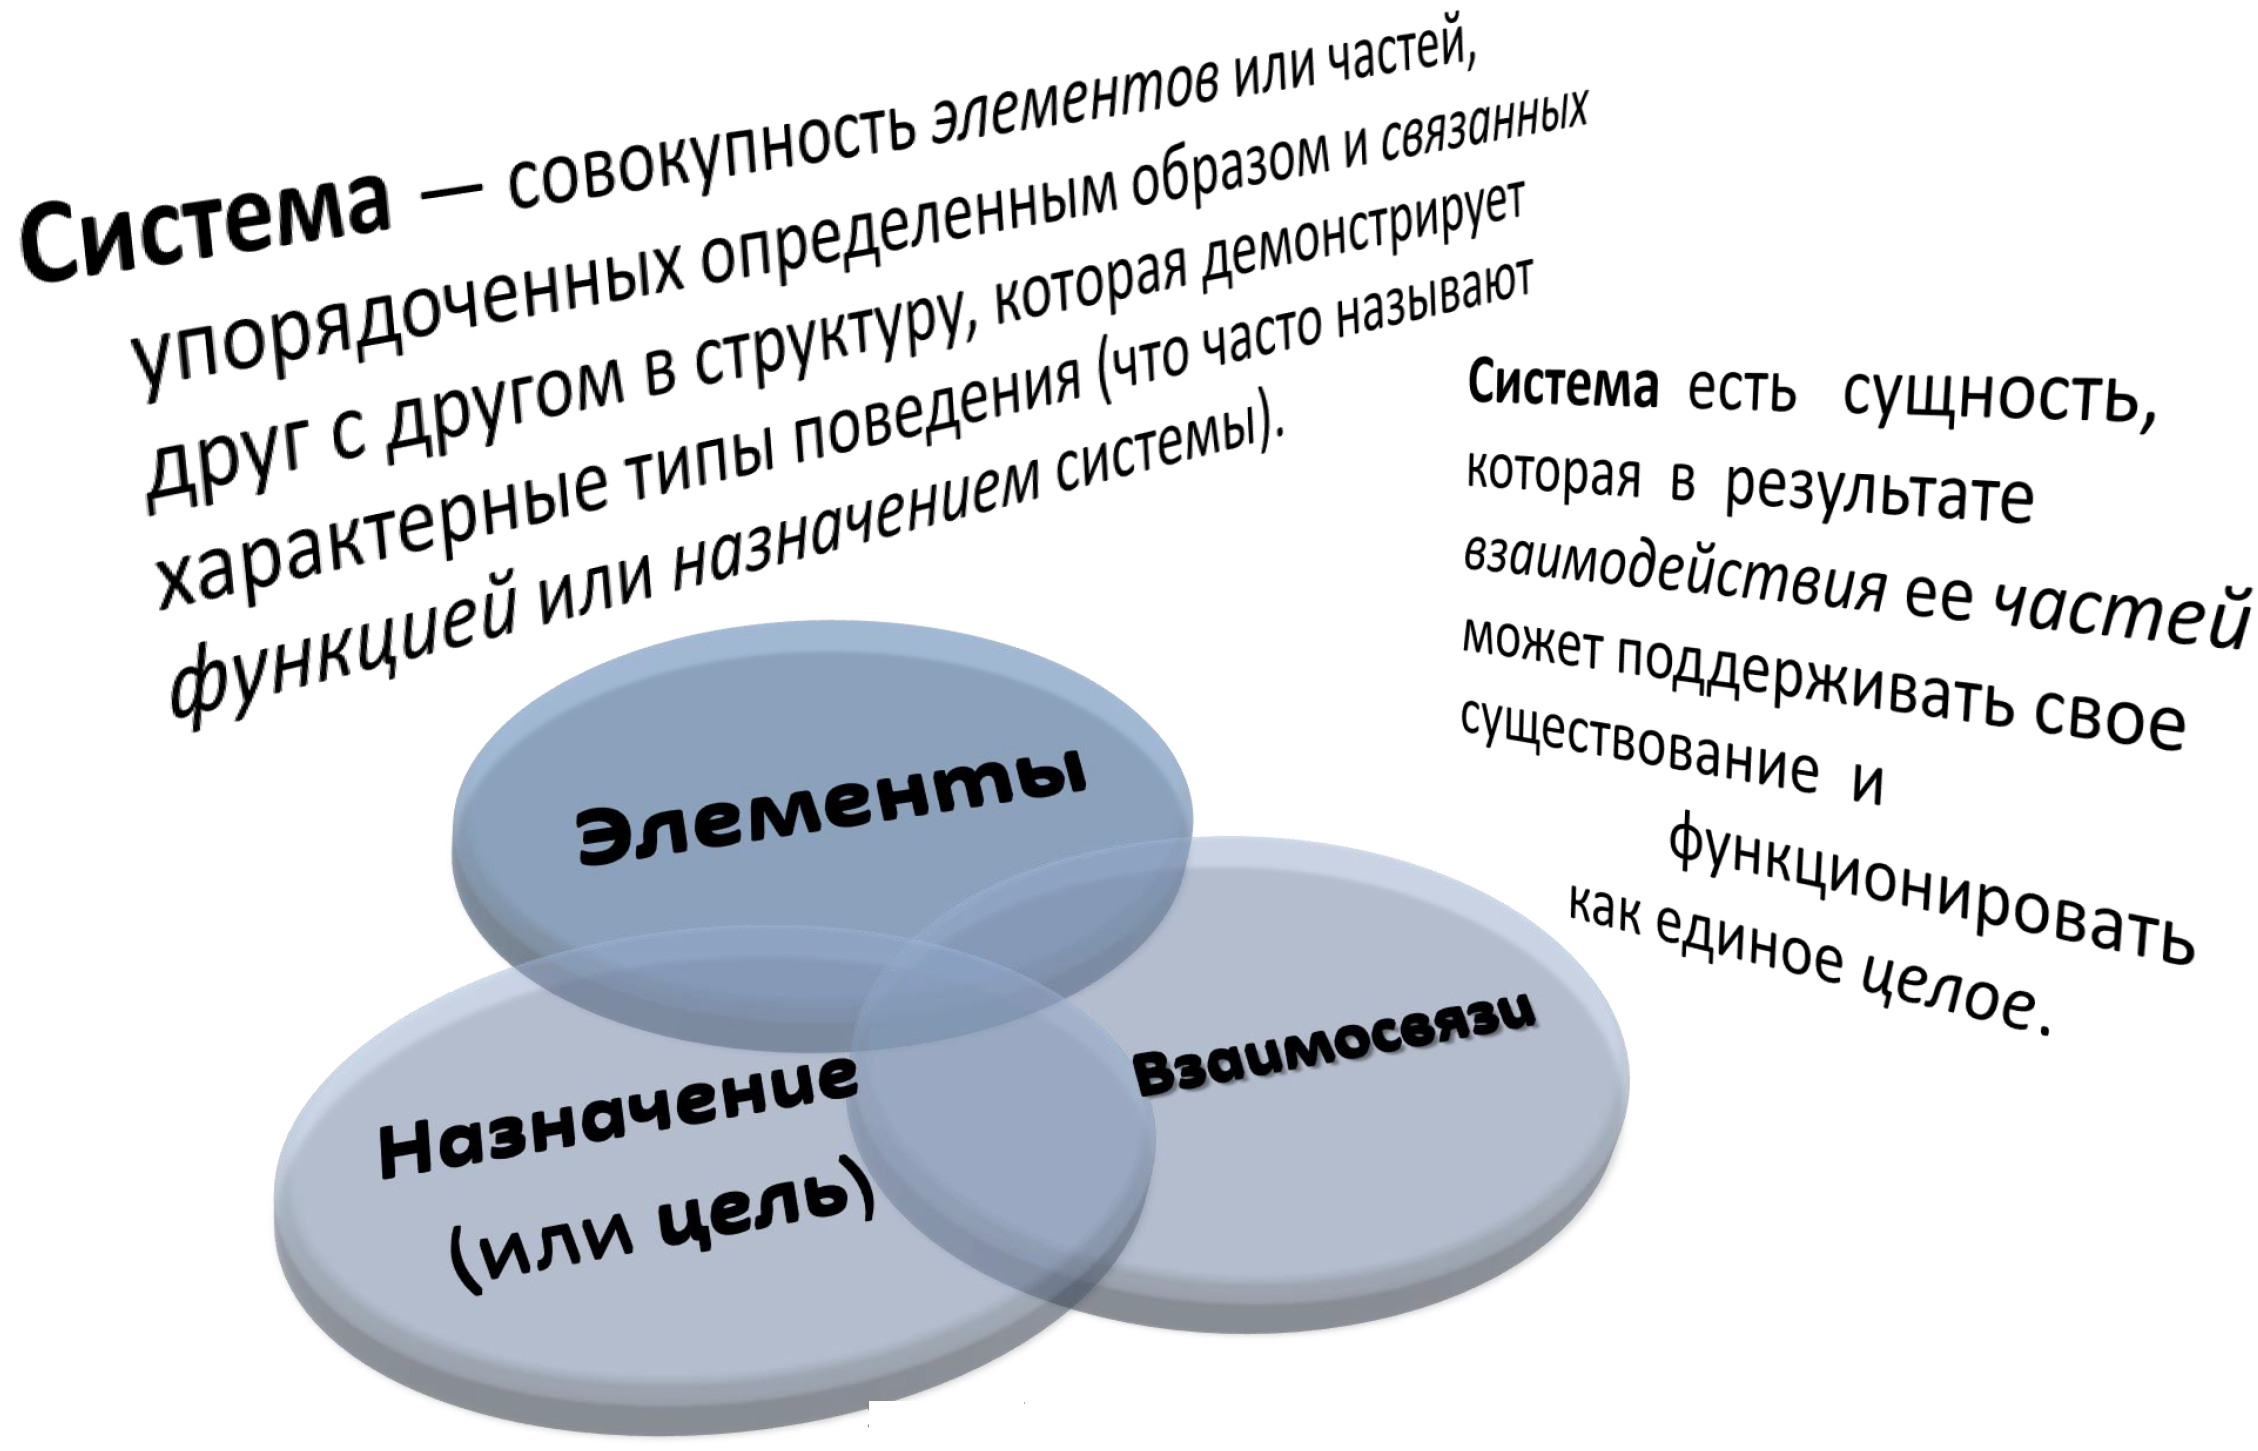 Система — совокупность элементов или частей,
упорядоченных определенным образом и связанных
друг с другом в структуру, которая демонстрирует
характерные типы поведения (что часто называют
функцией или назначением системы).
Система есть сущность,
которая в результате
взаимодействия ее частей
может поддерживать свое
существование и
функционировать
как единое целое.
Элементы
Взаимосвязи
Назначение
(или цель)